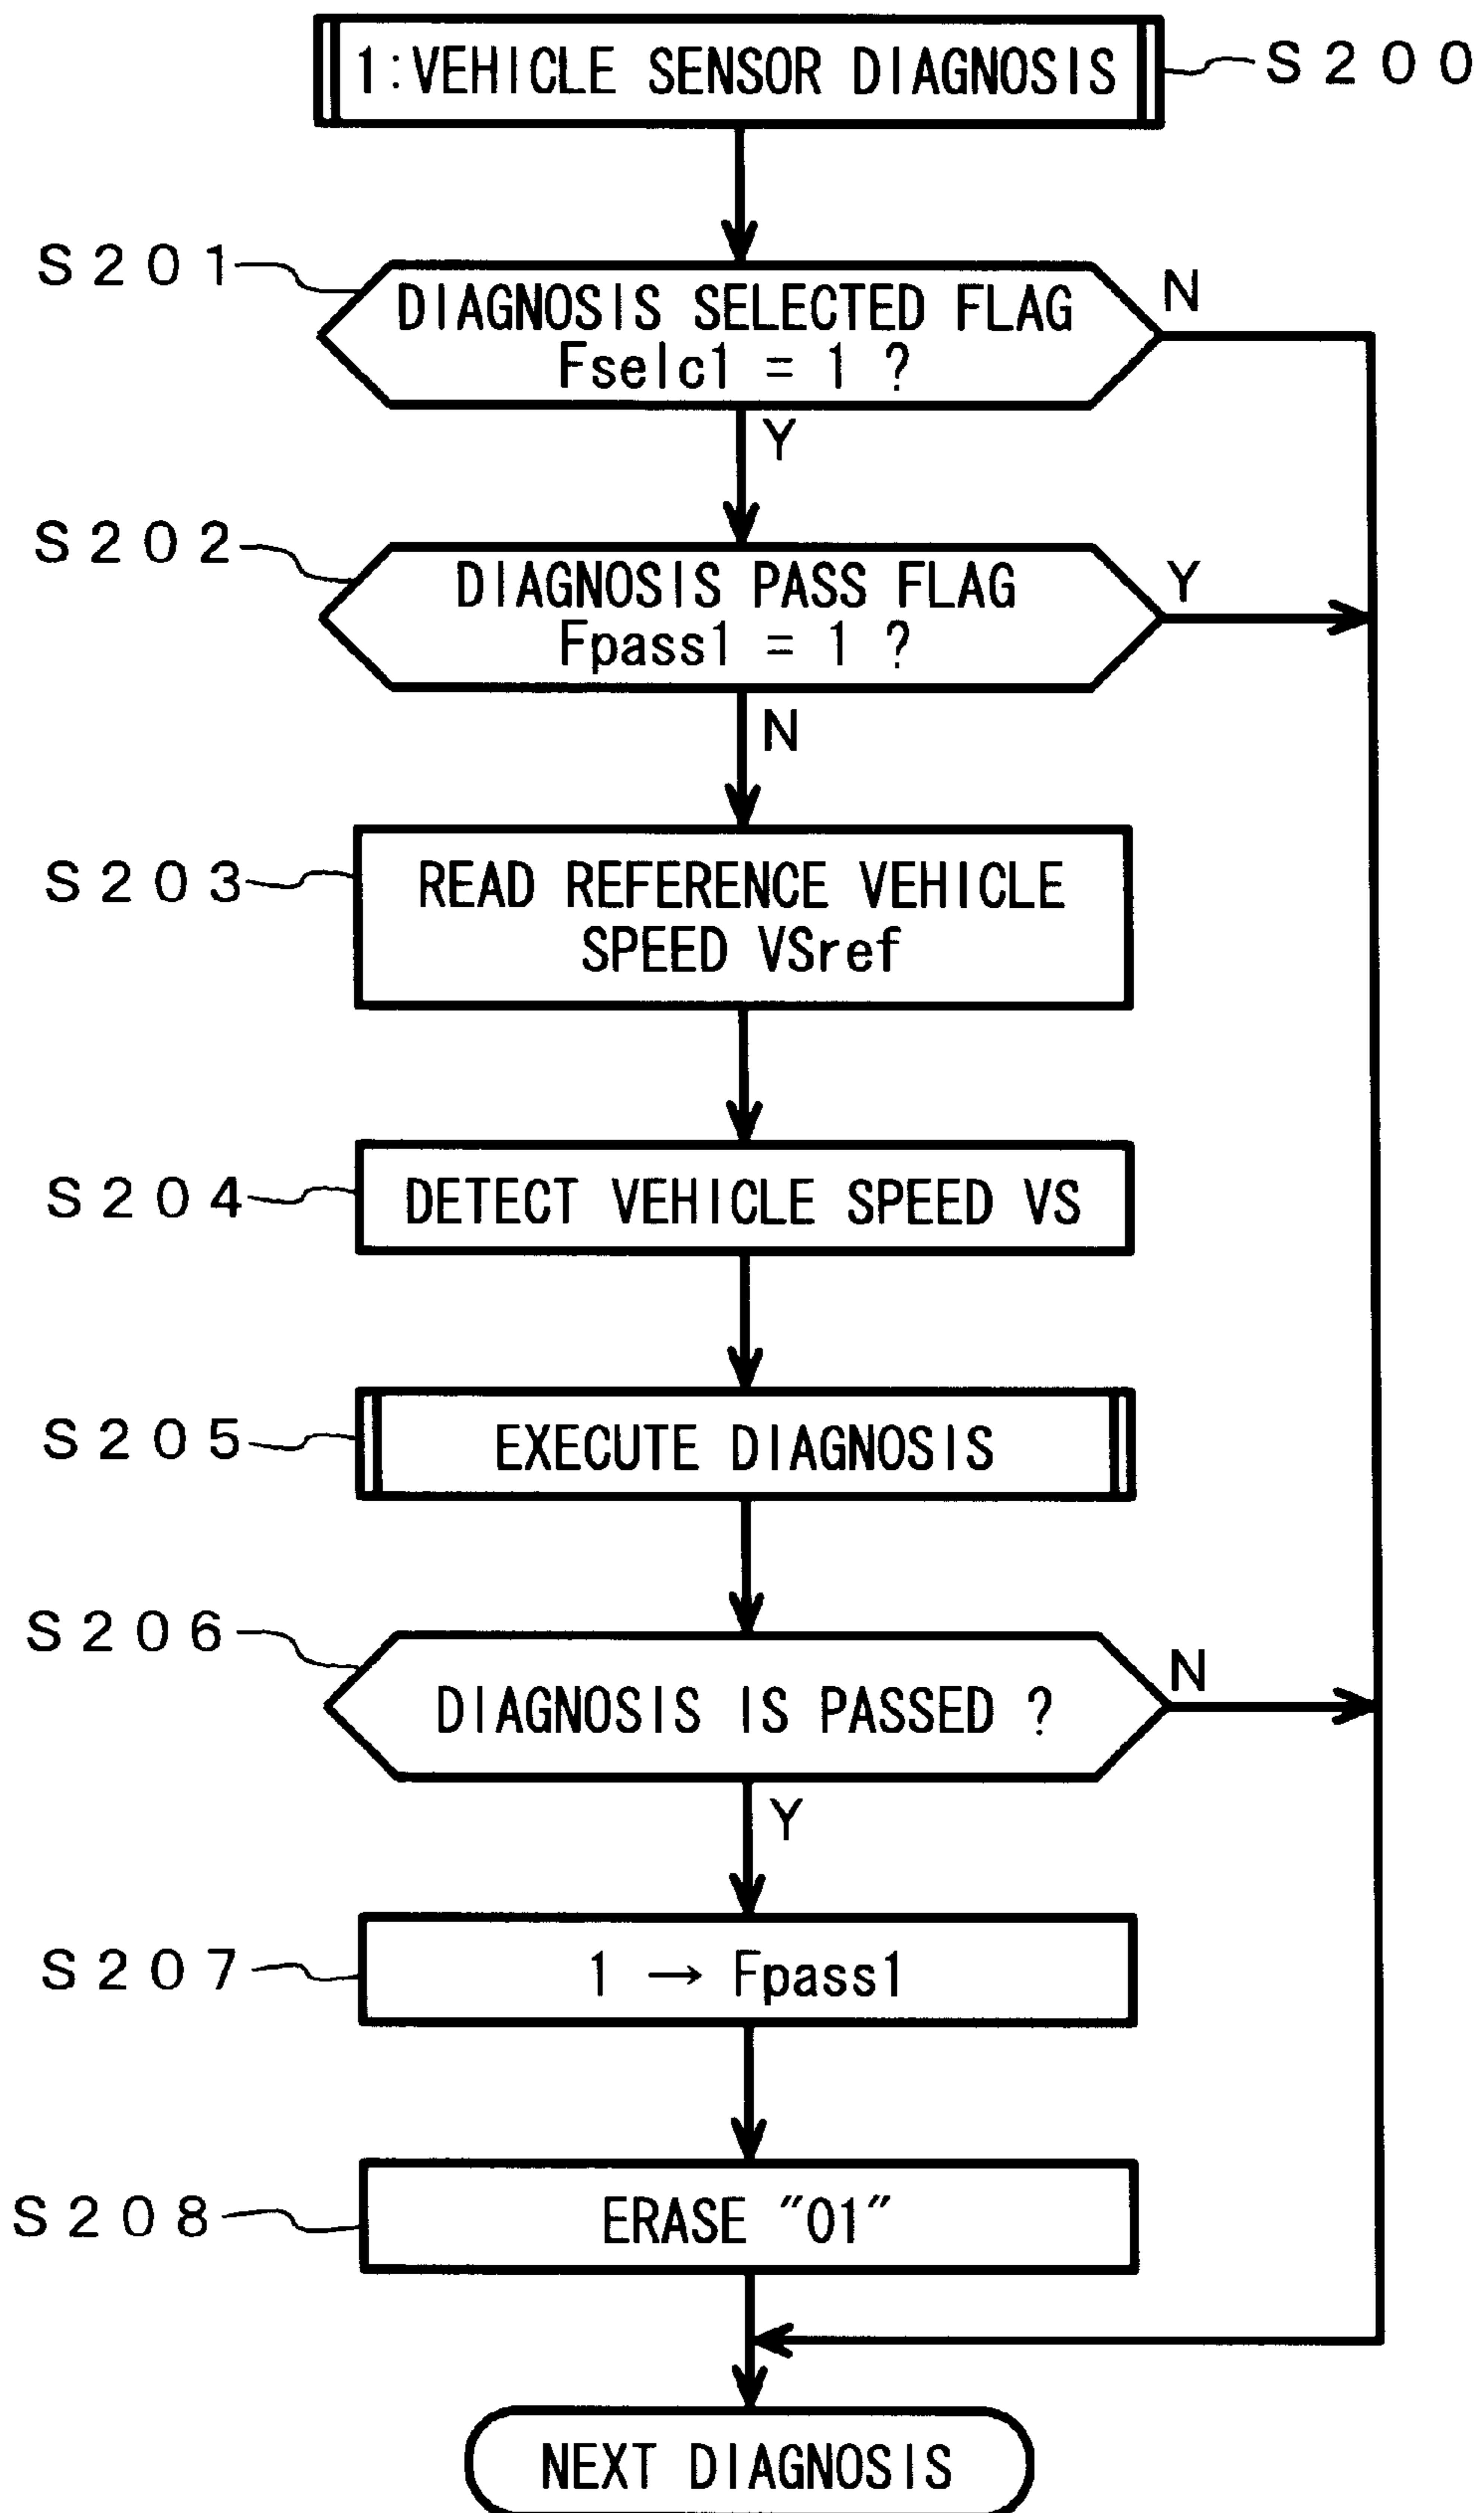 1:VEHICLE SENSOR DIAGNOSIS
S200
S201
DIAGNOSIS SELECTED FLAG
Fselc1 = 1 ?
N
Y
S202
DIAGNOSIS PASS FLAG
Fpass1 = 1 ?
Y
N
S203
READ REFERENCE VEHICLE
SPEED VSref
S204
DETECT VEHICLE SPEED VS
S205
EXECUTE DIAGNOSIS
S206
DIAGNOSIS IS PASSED ?
N
Y
S207
1 → Fpass1
S208
ERASE "01"
NEXT DIAGNOSIS